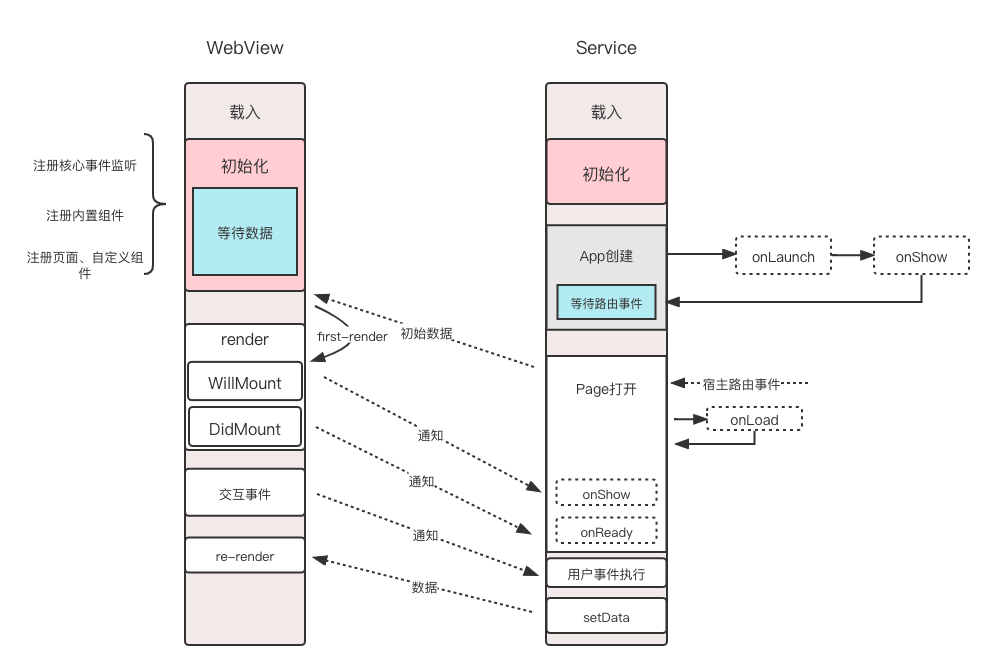 WebView
Service
载入
载入
注册核心事件监听
注册内置组件
注册页面、自定义组
件
初始化
等待数据
初始化
App创建
等待路由事件
onLaunch
onShow
first-render
初始数据
render
WillMount
DidMount
Page打开
宿主路由事件
onLoad
通知
通知
onShow
onReady
交互事件
通知
用户事件执行
re-render
数据
setData